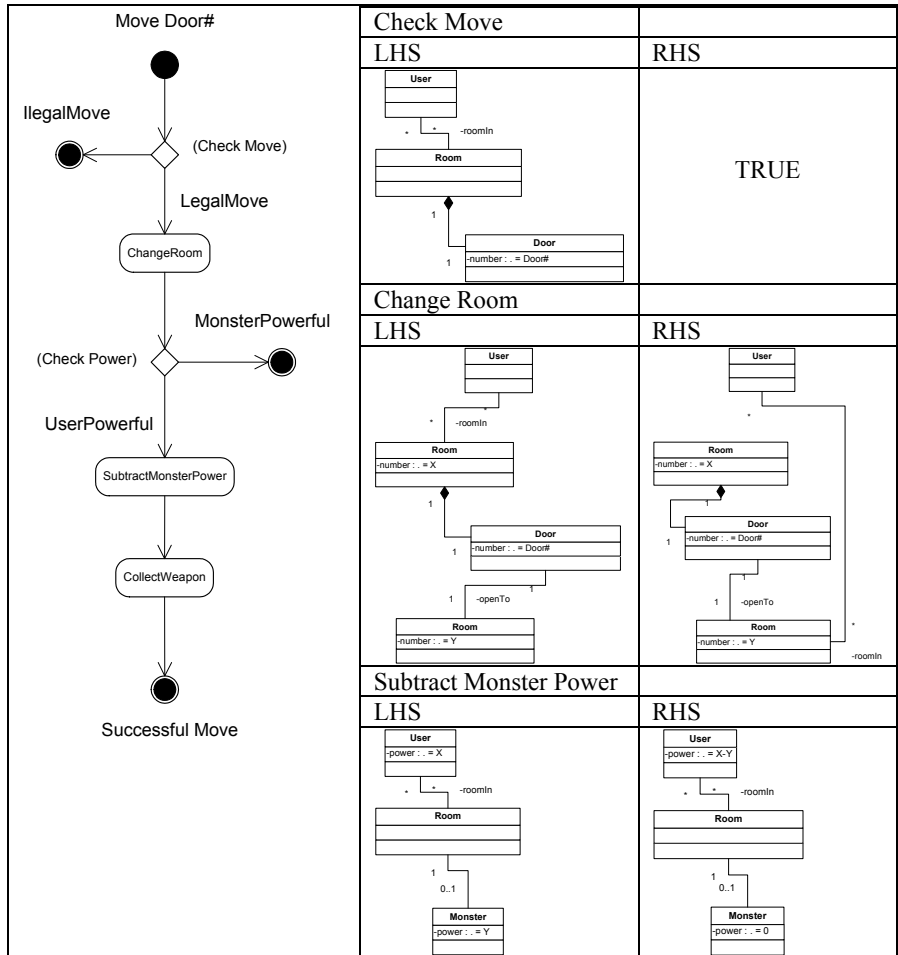 Move Door#
IlegalMove
(Check Move)
LegalMove
ChangeRoom
MonsterPowerful
(Check Power)
UserPowerful
SubtractMonsterPower
CollectWeapon
Successful Move
Check Move
LHS RHS
User
* * -roomIn
Room
1
Door
-number : . = Door#
1
TRUE
Change Room
LHS RHS
User
*
* -roomIn
Room
-number : . = X
1
Door
-number : . = Door#
1
1
1 -openTo
Room
-number : . = Y
User
*
Room
-number : . = X
1
Door
-number : . = Door#
1
1
1 -openTo
Room
-number : . = Y
*
-roomIn
Subtract Monster Power
LHS RHS
User
-power : . = X
* * -roomIn
Room
1
0..1
Monster
-power : . = Y
User
-power : . = X-Y
* * -roomIn
Room
1
0..1
Monster
-power : . = 0